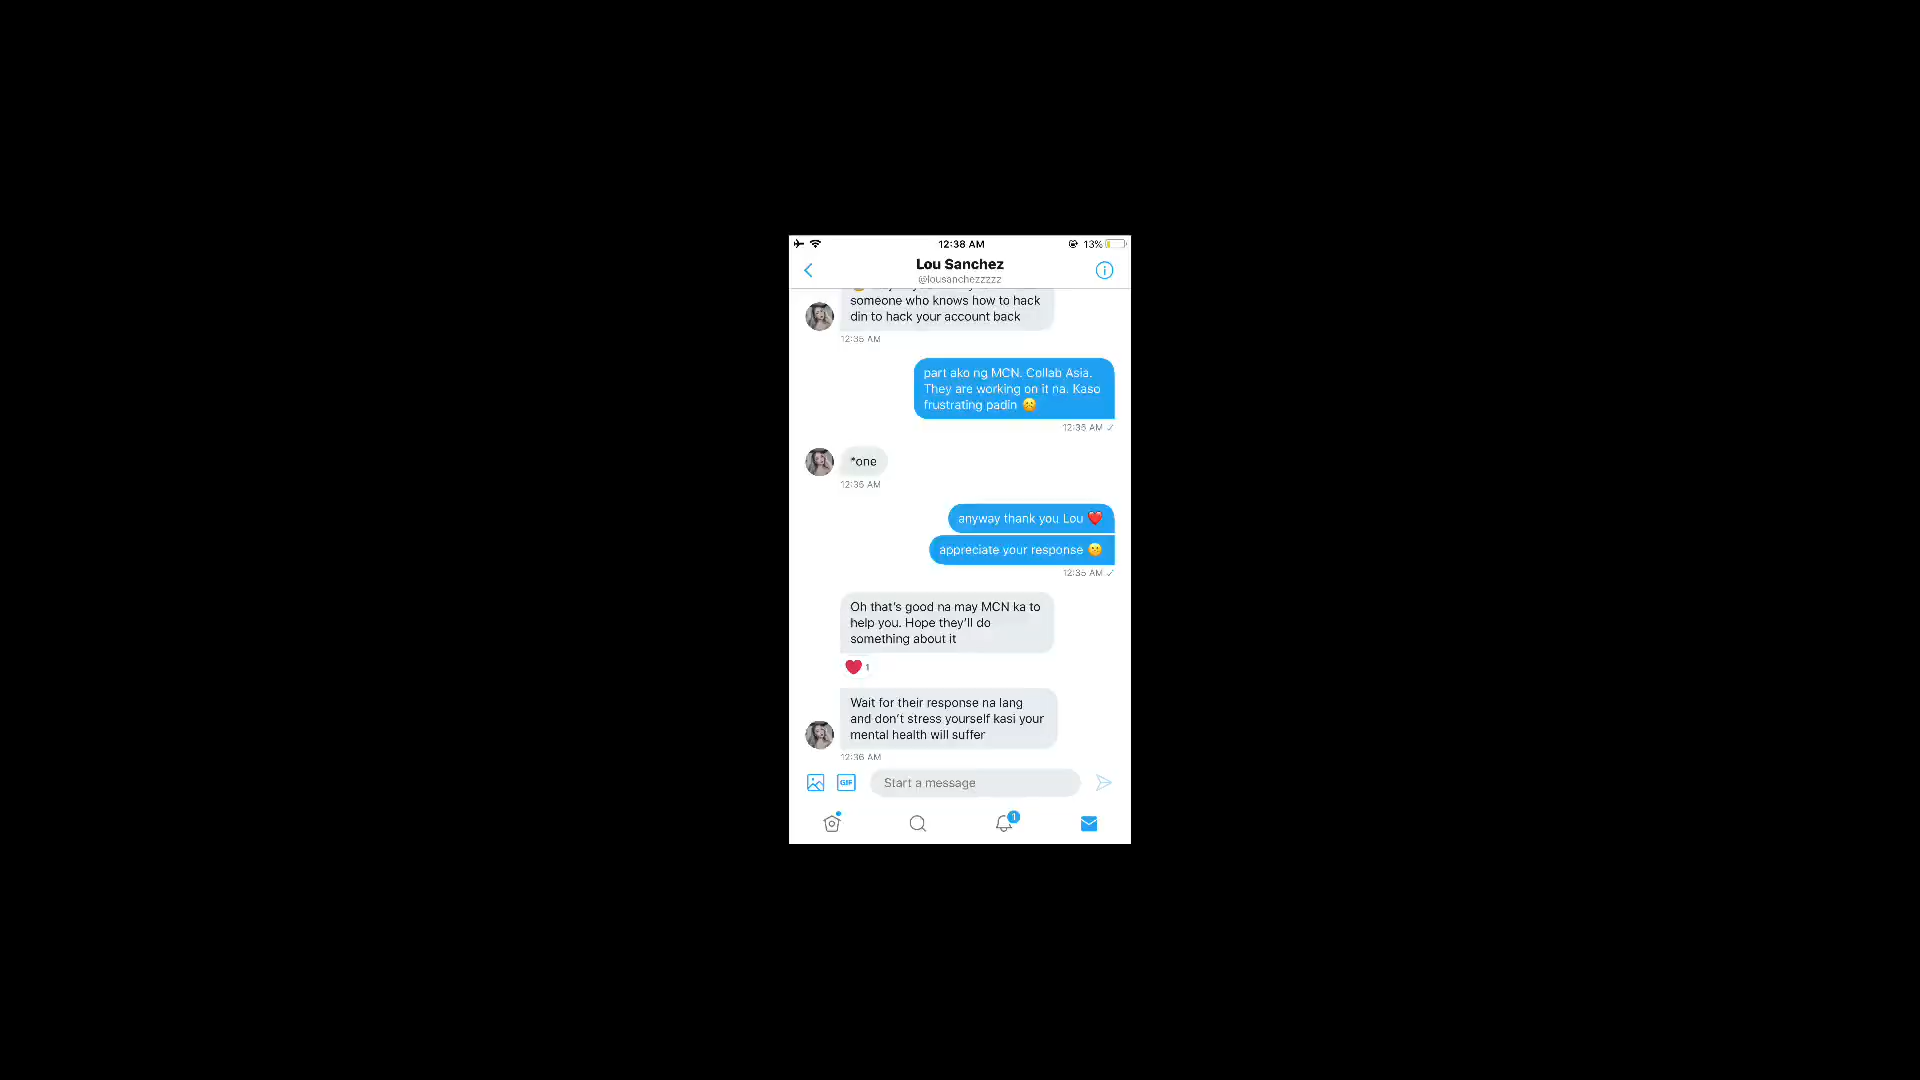 12:38 AM
13%
Lou Sanchez
@lousanchezzzzz
someone who knows how to hack
din to hack your account back
12:35 AM
part ako ng MCN. Collab Asia.
They are working on it na. Kaso
frustrating padin 😢
12:35 AM ✓
*one
12:35 AM
anyway thank you Lou ❤️
appreciate your response
12:35 AM ✓
Oh that's good na may MCN ka to
help you. Hope they'll do
something about it
❤️ 1
Wait for their response na lang
and don't stress yourself kasi your
mental health will suffer
12:36 AM
GIF
Start a message
1